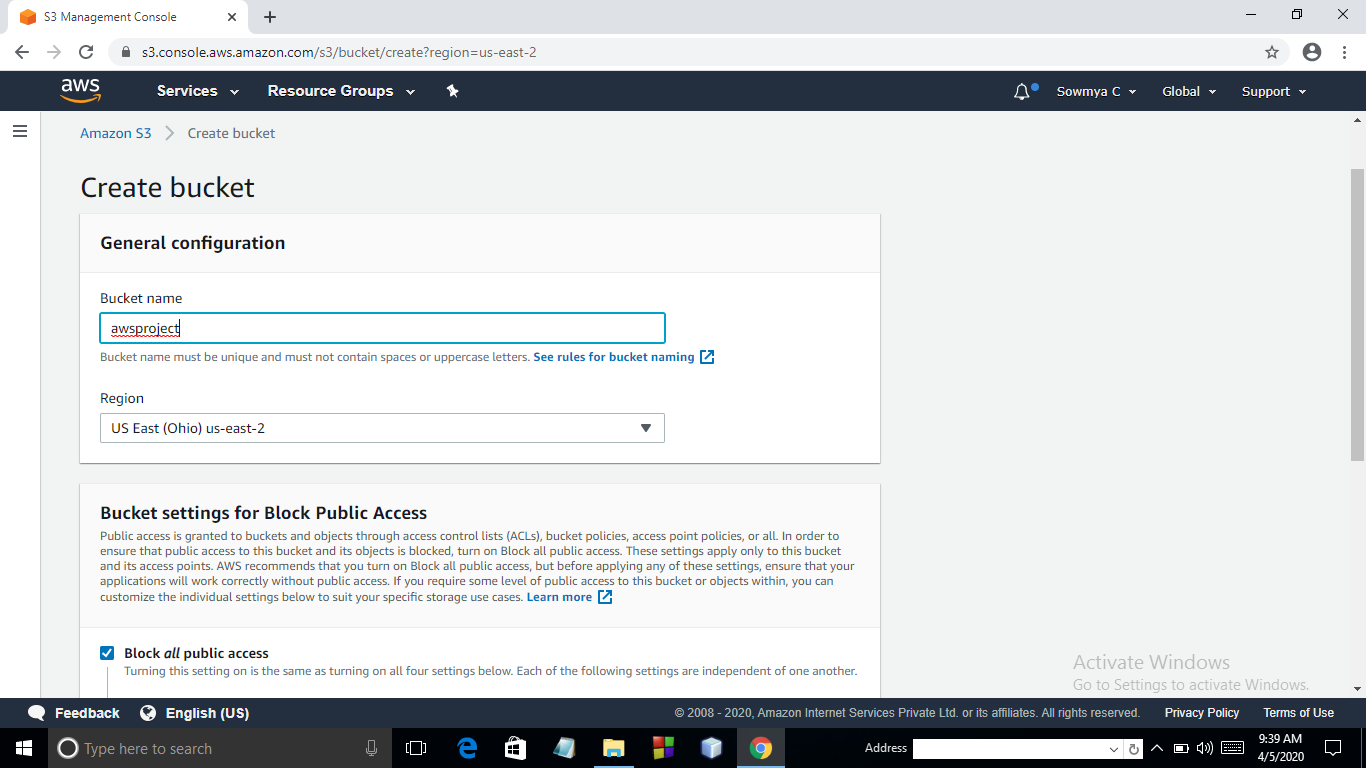 S3 Management Console
s3.console.aws.amazon.com/s3/bucket/create?region=us-east-2
aws Services Resource Groups Sowmya C Global Support
Amazon S3 Create bucket
Create bucket
General configuration
Bucket name
awsproject
Bucket name must be unique and must not contain spaces or uppercase letters. See rules for bucket naming
Region
US East (Ohio) us-east-2
Bucket settings for Block Public Access
Public access is granted to buckets and objects through access control lists (ACLs), bucket policies, access point policies, or all. In order to
ensure that public access to this bucket and its objects is blocked, turn on Block all public access. These settings apply only to this bucket
and its access points. AWS recommends that you turn on Block all public access, but before applying any of these settings, ensure that your
applications will work correctly without public access. If you require some level of public access to this bucket or objects within, you can
customize the individual settings below to suit your specific storage use cases. Learn more
Block all public access
Turning this setting on is the same as turning on all four settings below. Each of the following settings are independent of one another.
Activate Windows
Go to Settings to activate Windows.
Feedback English (US) © 2008 - 2020, Amazon Internet Services Private Ltd. or its affiliates. All rights reserved. Privacy Policy Terms of Use
Type here to search Address 9:39 AM
4/5/2020